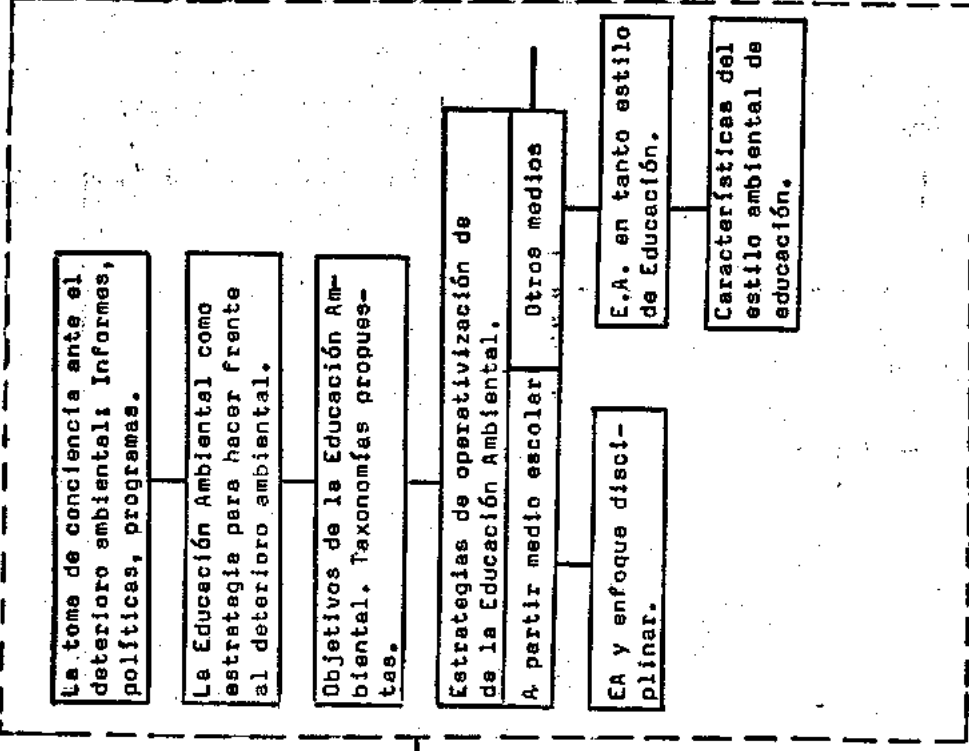 La toma de conciencia ante el
deterioro ambiental: Informes,
políticas, programas.
La Educación Ambiental como
estrategia para hacer frente
al deterioro ambiental.
Objetivos de la Educación Am-
biental. Taxonomías propues-
tas.
Estrategias de operativización de
de la Educación Ambiental.
A partir medio escolar
Otros medios
EA y enfoque disci-
plinar.
E.A. en tanto estilo
de Educación.
Características del
estilo ambiental de
educación.